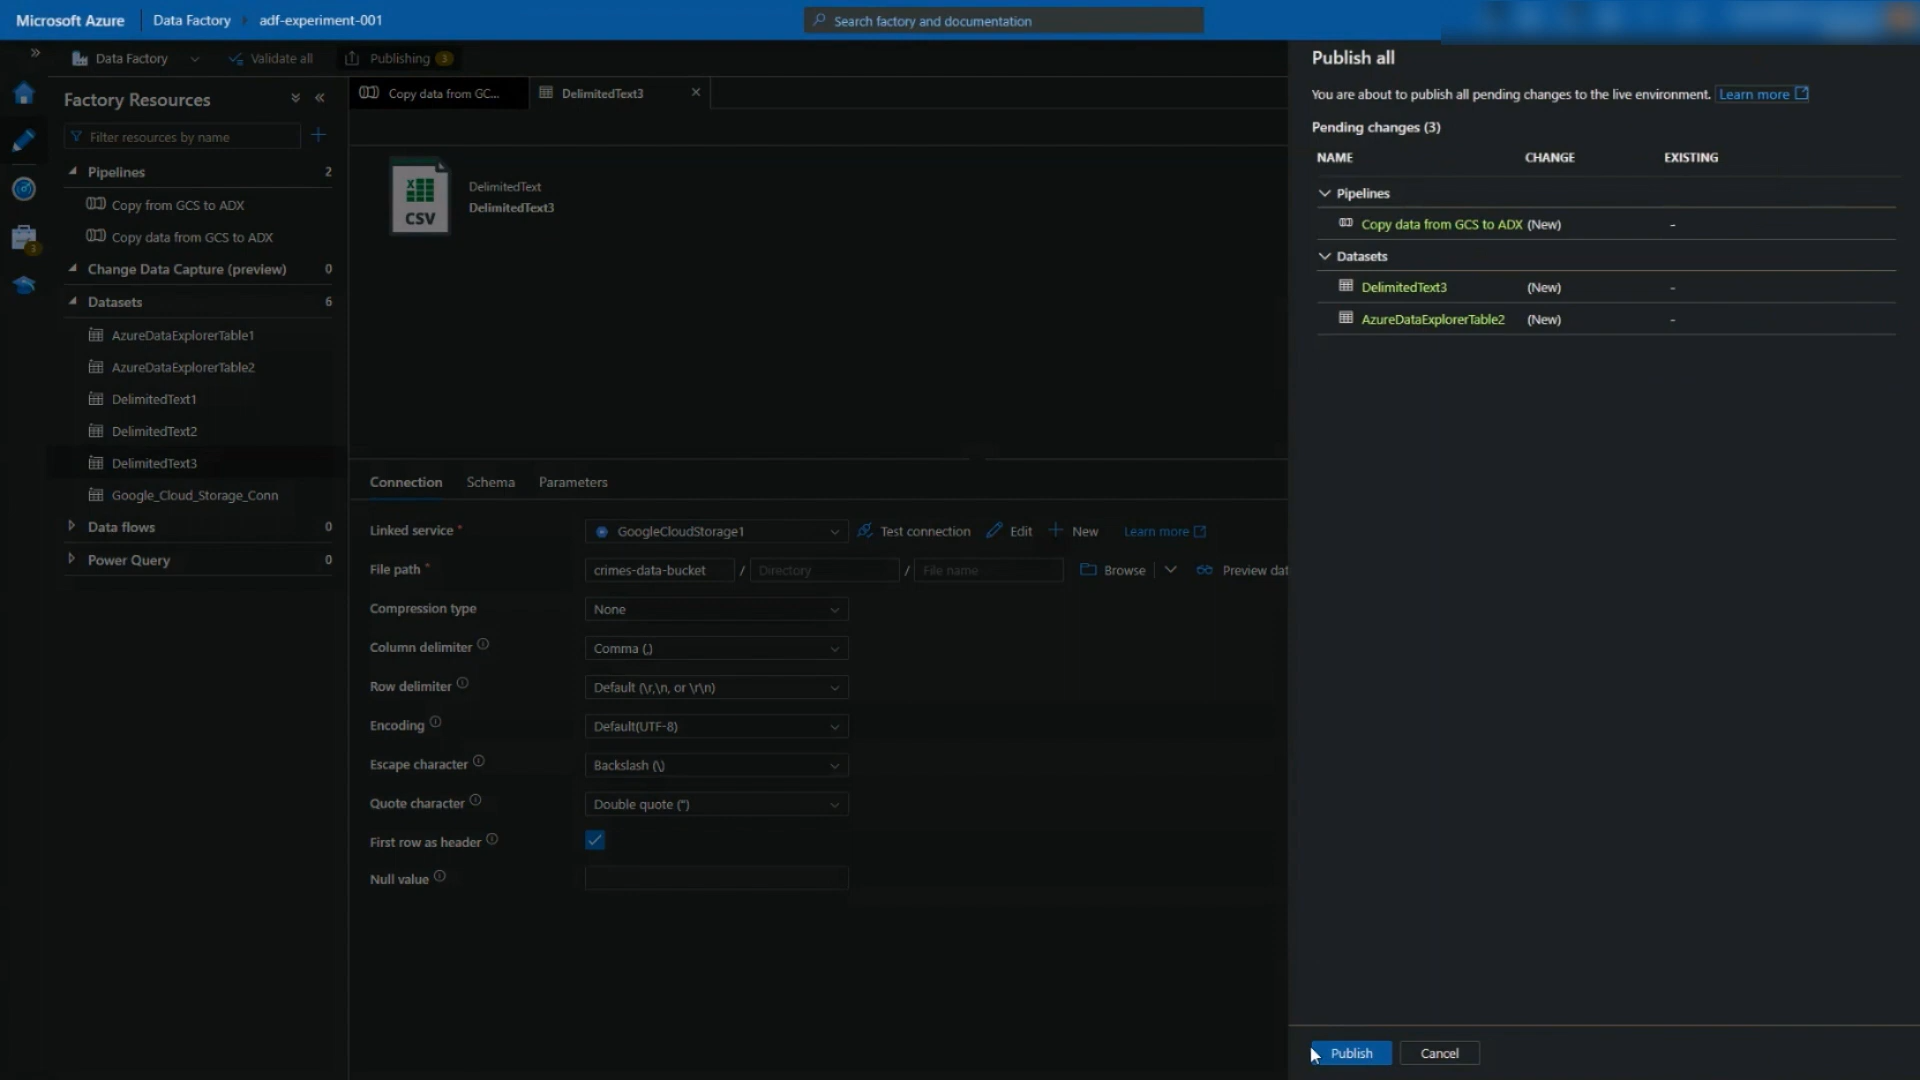 Microsoft Azure
Data Factory
adf-experiment-001
Search factory and documentation
Data Factory
Validate all
Publishing 3
Factory Resources
Filter resources by name
Pipelines 2
Copy from GCS to ADX
Copy data from GCS to ADX
Change Data Capture (preview) 0
Datasets 6
AzureDataExplorerTable1
AzureDataExplorerTable2
DelimitedText1
DelimitedText2
DelimitedText3
Google_Cloud_Storage_Conn
Data flows 0
Power Query 0
3
Copy data from GC...
DelimitedText3
CSV
DelimitedText
DelimitedText3
Connection Schema Parameters
Linked service * GoogleCloudStorage1 Test connection Edit New Learn more
File path * crimes-data-bucket / Directory / File name Browse Preview dat
Compression type None
Column delimiter Comma (,)
Row delimiter Default (\r,\n, or \r\n)
Encoding Default(UTF-8)
Escape character Backslash (\)
Quote character Double quote (")
First row as header
Null value
Publish all
You are about to publish all pending changes to the live environment. Learn more
Pending changes (3)
NAME CHANGE EXISTING
Pipelines
Copy data from GCS to ADX (New) -
Datasets
DelimitedText3 (New) -
AzureDataExplorerTable2 (New) -
Publish Cancel